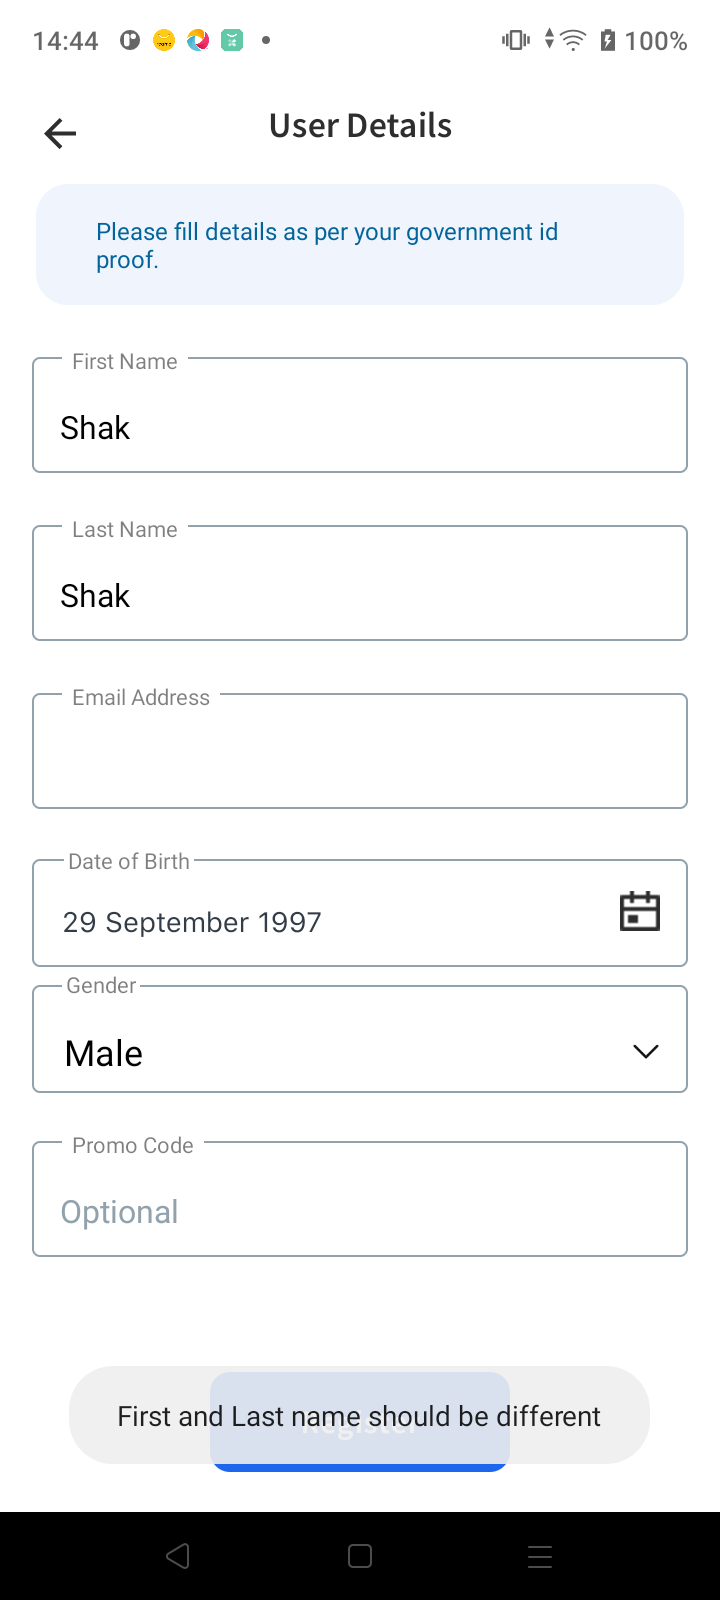 14:44
100%
User Details
Please fill details as per your government id
proof.
First Name
Shak
Last Name
Shak
Email Address
Date of Birth
29 September 1997
Gender
Male
Promo Code
Optional
First and Last name should be different
Register